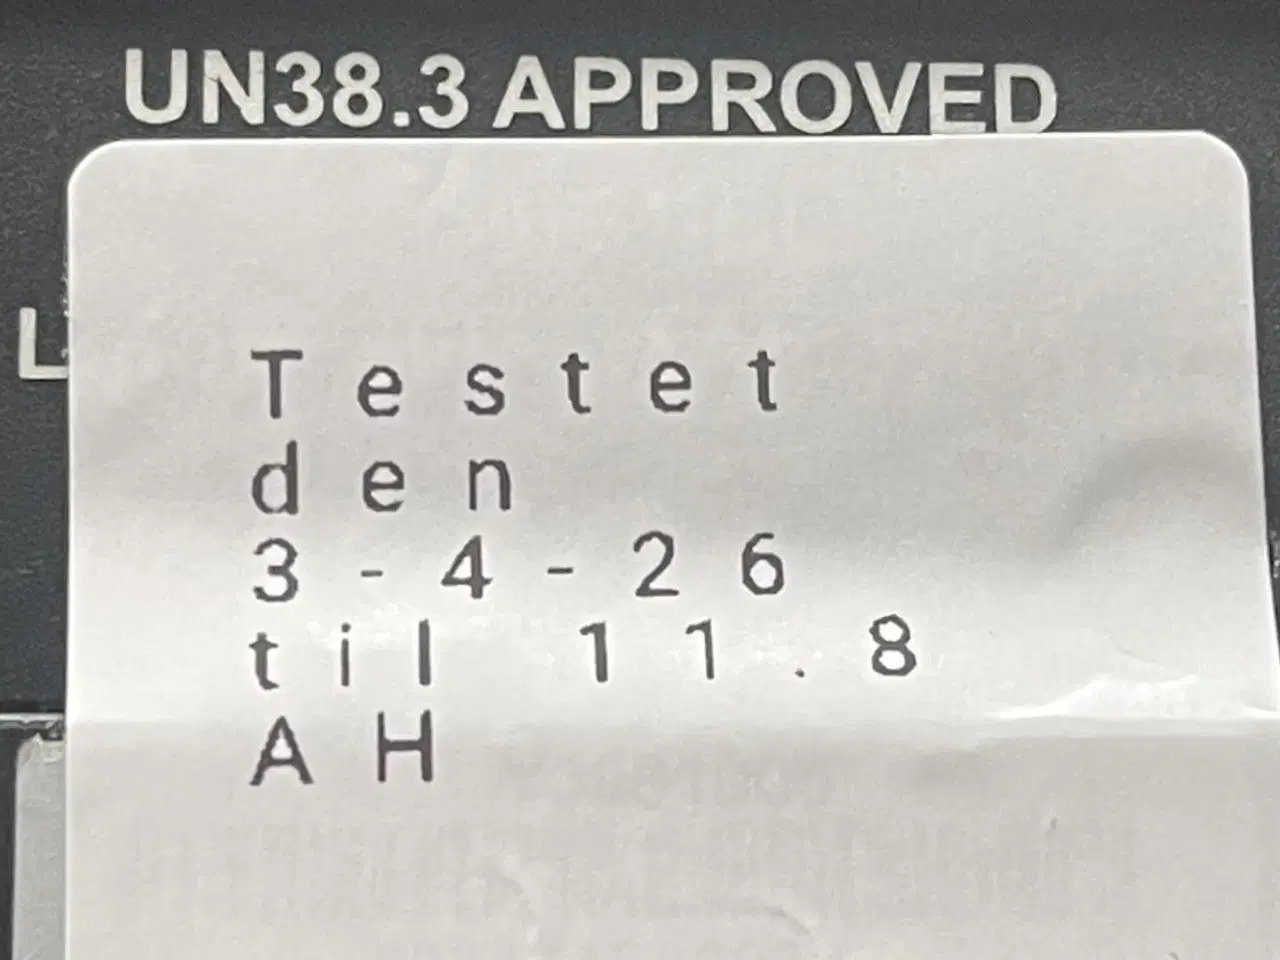 UN38.3 APPROVED
L
Testet
den
3-4-26
til 11.8
AH